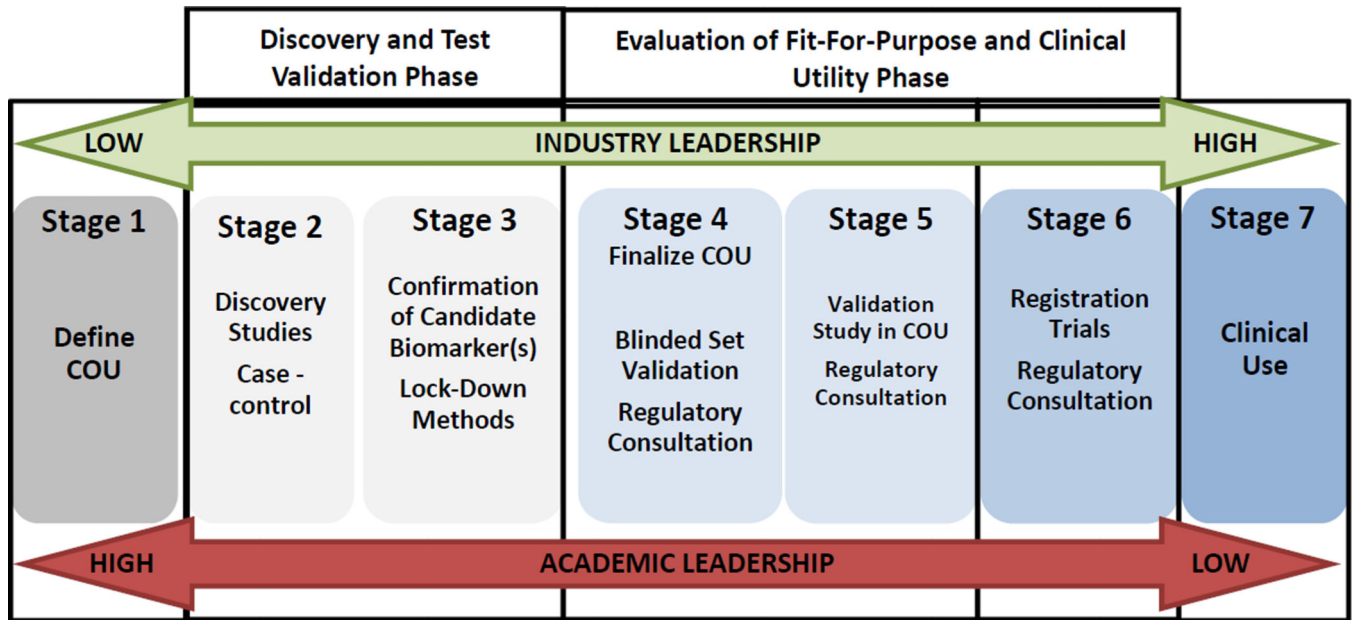 Discovery and Test
Validation Phase
Evaluation of Fit-For-Purpose and Clinical
Utility Phase
LOW
INDUSTRY LEADERSHIP
HIGH
Stage 1
Define
COU
Stage 2
Discovery
Studies
Case -
control
Stage 3
Confirmation
of Candidate
Biomarker(s)
Lock-Down
Methods
Stage 4
Finalize COU
Blinded Set
Validation
Regulatory
Consultation
Stage 5
Validation
Study in COU
Regulatory
Consultation
Stage 6
Registration
Trials
Regulatory
Consultation
Stage 7
Clinical
Use
HIGH
ACADEMIC LEADERSHIP
LOW